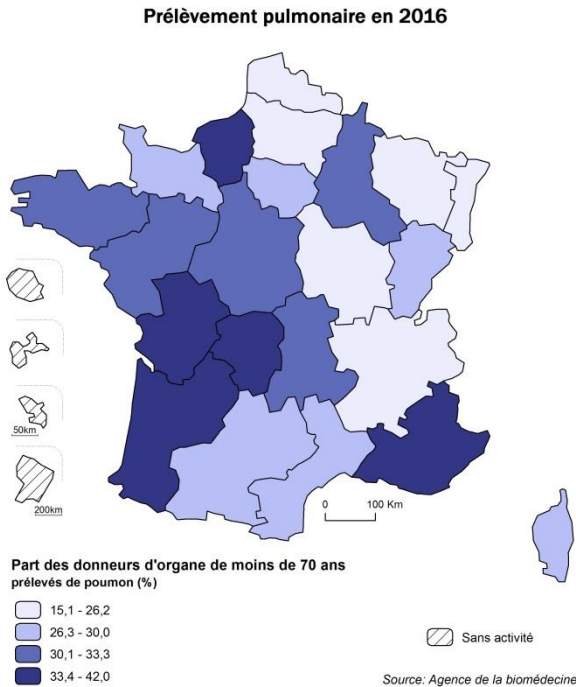 Prélèvement pulmonaire en 2016
50km
200km
0 100 Km
Part des donneurs d'organe de moins de 70 ans
prélevés de poumon (%)
15,1 - 26,2
26,3 - 30,0
30,1 - 33,3
33,4 - 42,0
Sans activité
Source: Agence de la biomédecine